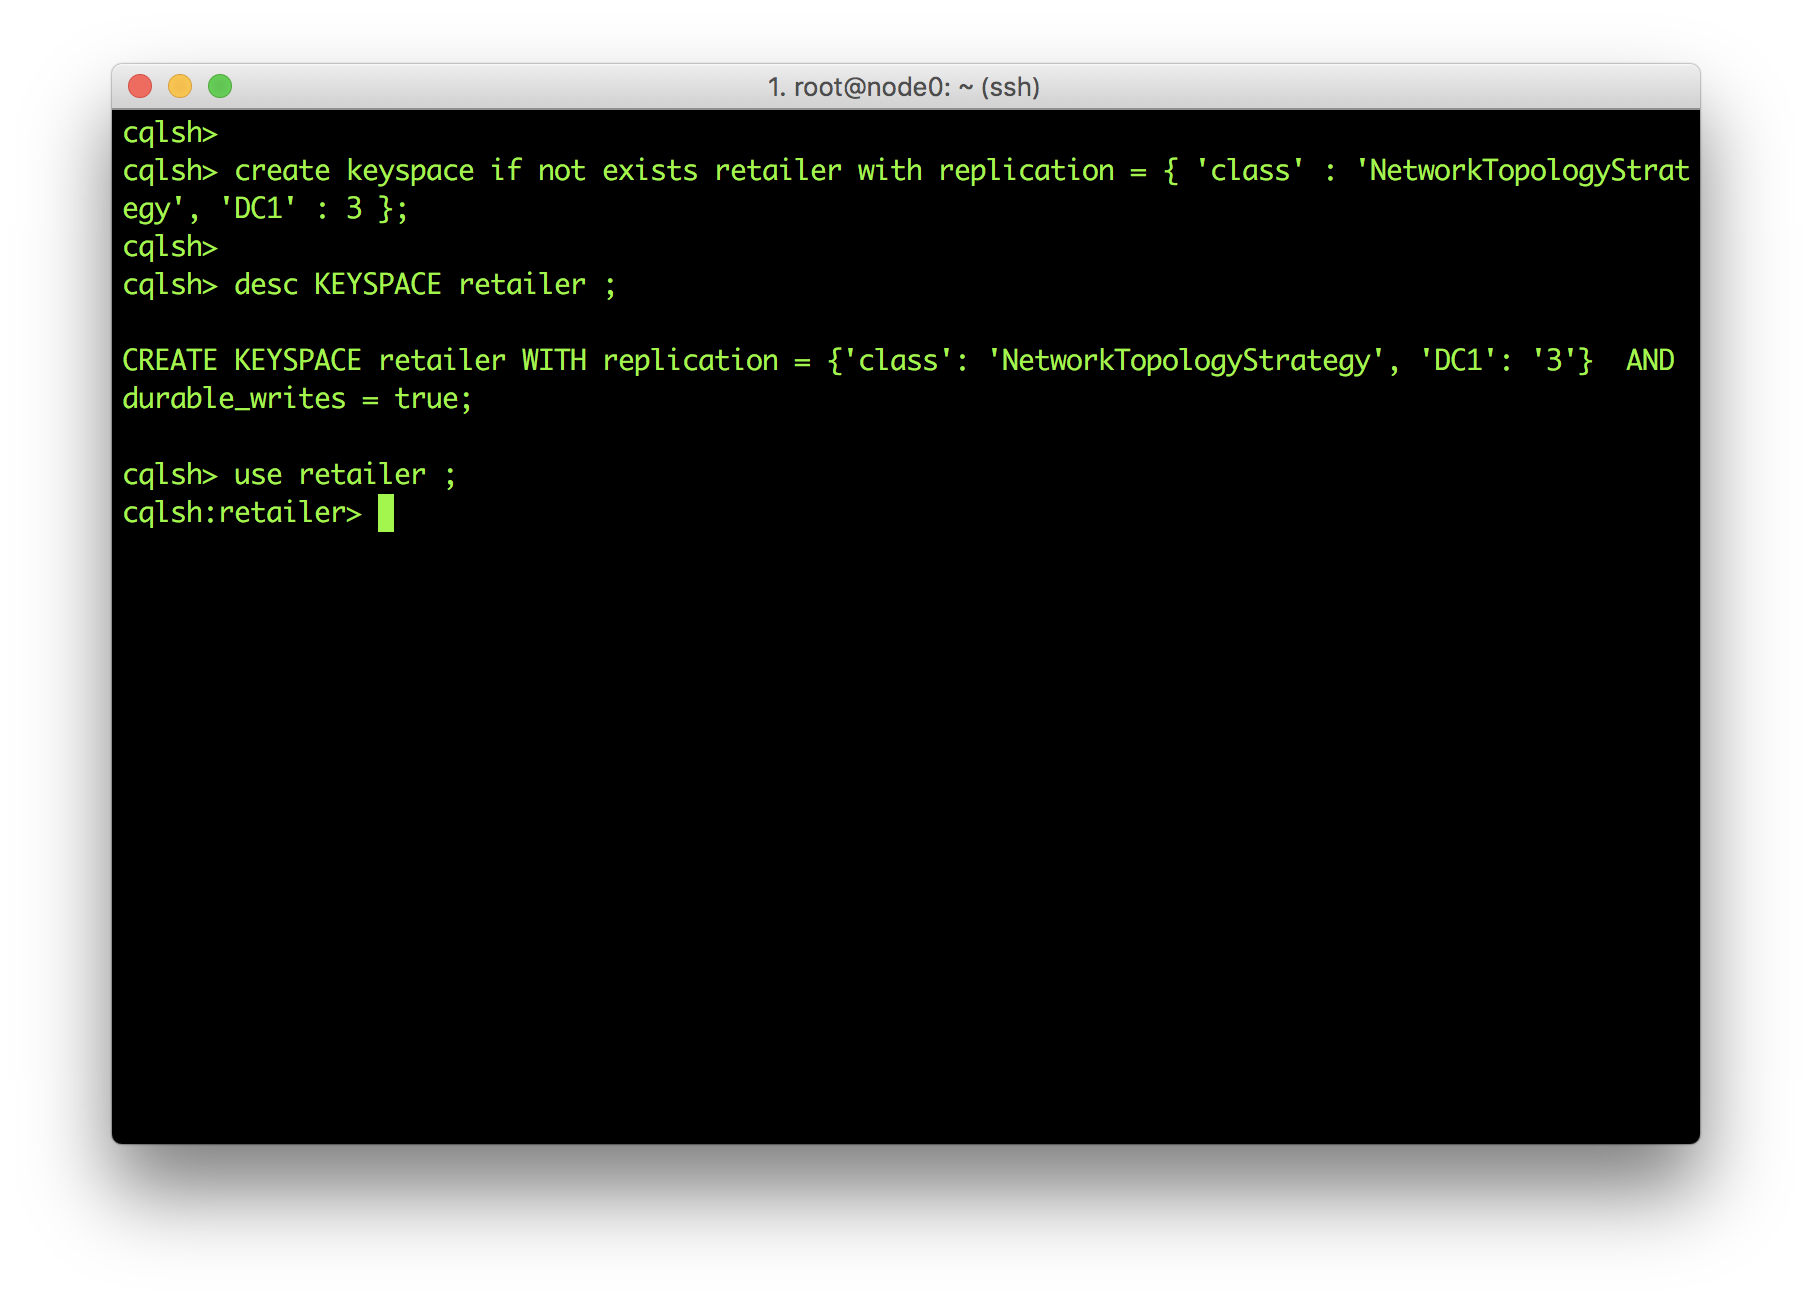 1. root@node0: ~ (ssh)
cqlsh>
cqlsh> create keyspace if not exists retailer with replication = { 'class' : 'NetworkTopologyStrat
egy', 'DC1' : 3 };
cqlsh>
cqlsh> desc KEYSPACE retailer ;
CREATE KEYSPACE retailer WITH replication = {'class': 'NetworkTopologyStrategy', 'DC1': '3'}  AND
durable_writes = true;
cqlsh> use retailer ;
cqlsh:retailer>